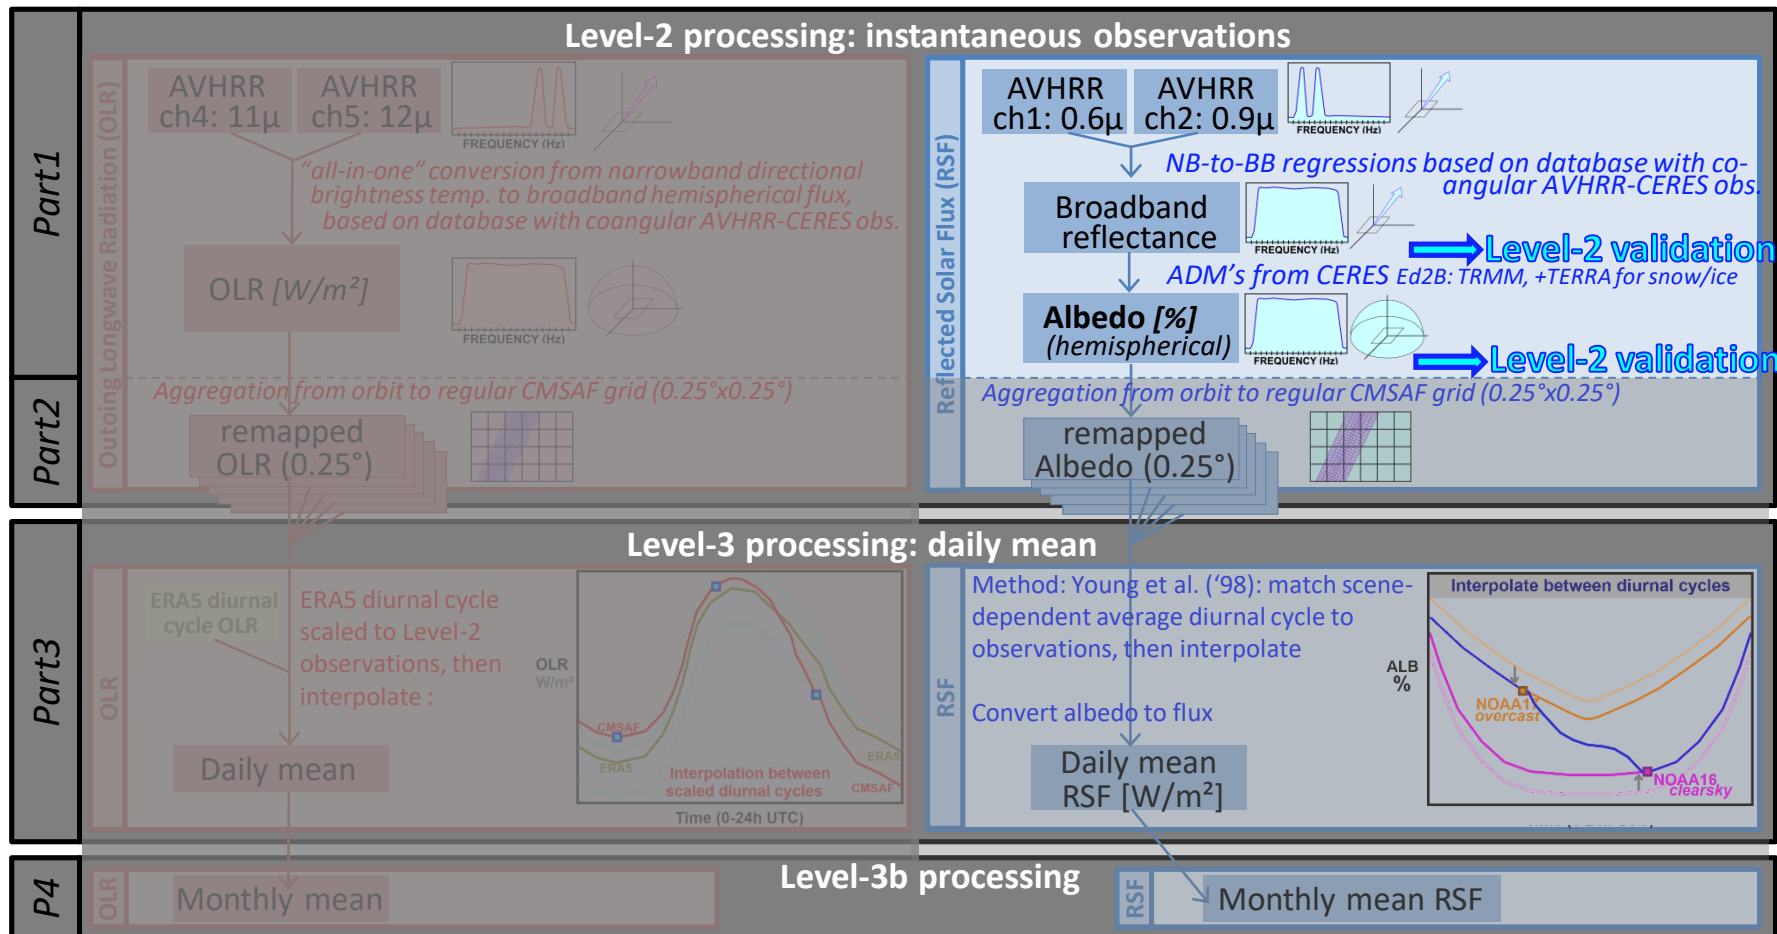 Level-2 processing: instantaneous observations
Part1
Outoing Longwave Radiation (OLR)
AVHRR
ch4: 11µ
AVHRR
ch5: 12µ
FREQUENCY (Hz)
“all-in-one” conversion from narrowband directional
brightness temp. to broadband hemispherical flux,
based on database with coangular AVHRR-CERES obs.
OLR [W/m²]
FREQUENCY (Hz)
Reflected Solar Flux (RSF)
AVHRR
ch1: 0.6µ
AVHRR
ch2: 0.9µ
FREQUENCY (Hz)
NB-to-BB regressions based on database with co-
angular AVHRR-CERES obs.
Broadband
reflectance
FREQUENCY (Hz)
Level-2 validation
ADM's from CERES Ed2B: TRMM, +TERRA for snow/ice
Albedo [%]
(hemispherical)
FREQUENCY (Hz)
Level-2 validation
Part2
Aggregation from orbit to regular CMSAF grid (0.25°x0.25°)
remapped
OLR (0.25°)
Aggregation from orbit to regular CMSAF grid (0.25°x0.25°)
remapped
Albedo (0.25°)
Level-3 processing: daily mean
Part3
OLR
ERA5 diurnal
cycle OLR
ERA5 diurnal cycle
scaled to Level-2
observations, then
interpolate :
Daily mean
OLR
W/m²
CMSAF
ERA5
ERA5
CMSAF
Interpolation between
scaled diurnal cycles
Time (0-24h UTC)
RSF
Method: Young et al. (‘98): match scene-
dependent average diurnal cycle to
observations, then interpolate
Convert albedo to flux
Daily mean
RSF [W/m²]
Interpolate between diurnal cycles
ALB
%
NOAA17
overcast
NOAA16
clearsky
Level-3b processing
P4
OLR
Monthly mean
RSF
Monthly mean RSF